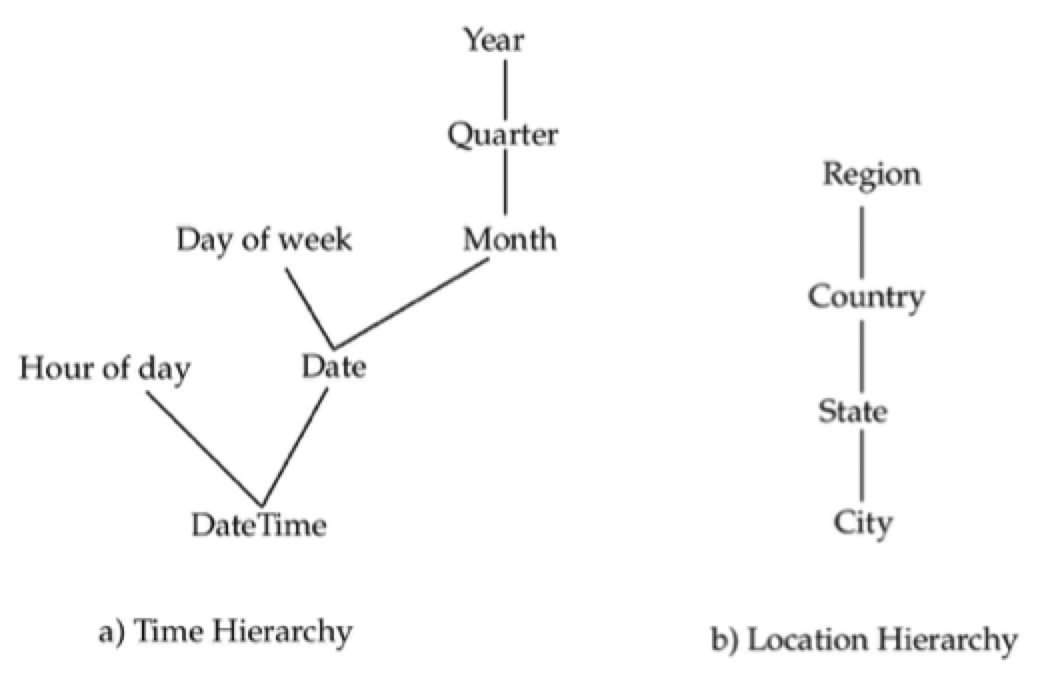 Year
Quarter
Region
Day of week
Month
Country
Hour of day
Date
State
DateTime
City
a) Time Hierarchy
b) Location Hierarchy